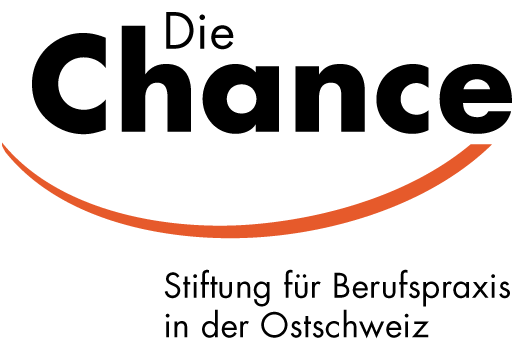 Die
Chance
Stiftung für Berufspraxis
in der Ostschweiz